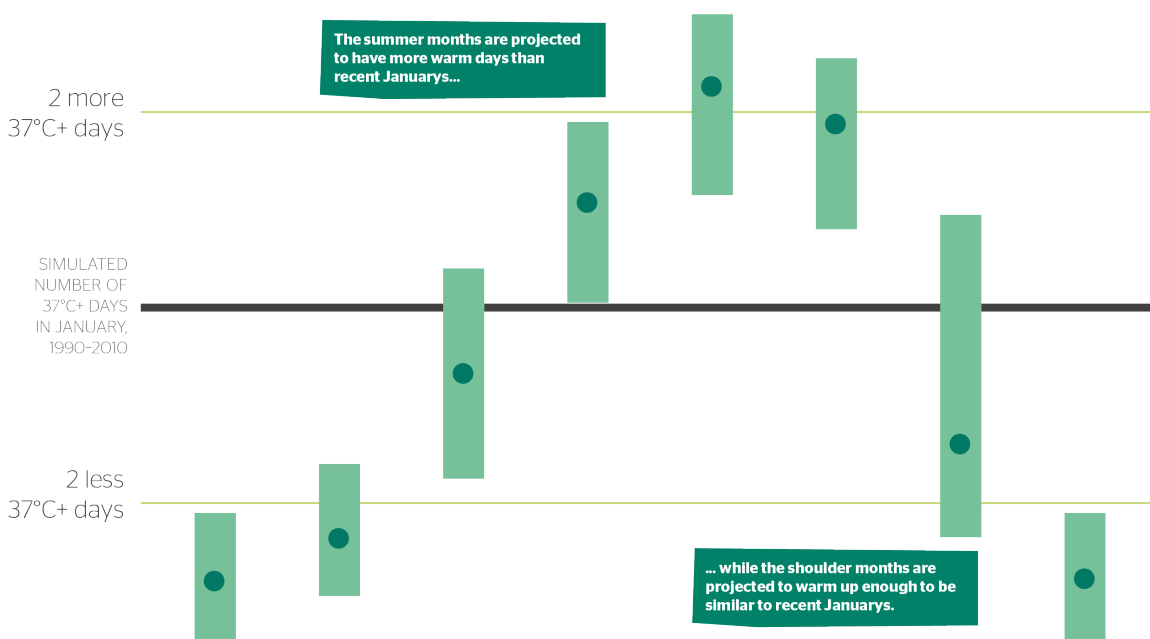 The summer months are projected
to have more warm days than
recent Januarys...
2 more
37°C+ days
SIMULATED
NUMBER OF
37°C+ DAYS
IN JANUARY,
1990–2010
2 less
37°C+ days
... while the shoulder months are
projected to warm up enough to be
similar to recent Januarys.